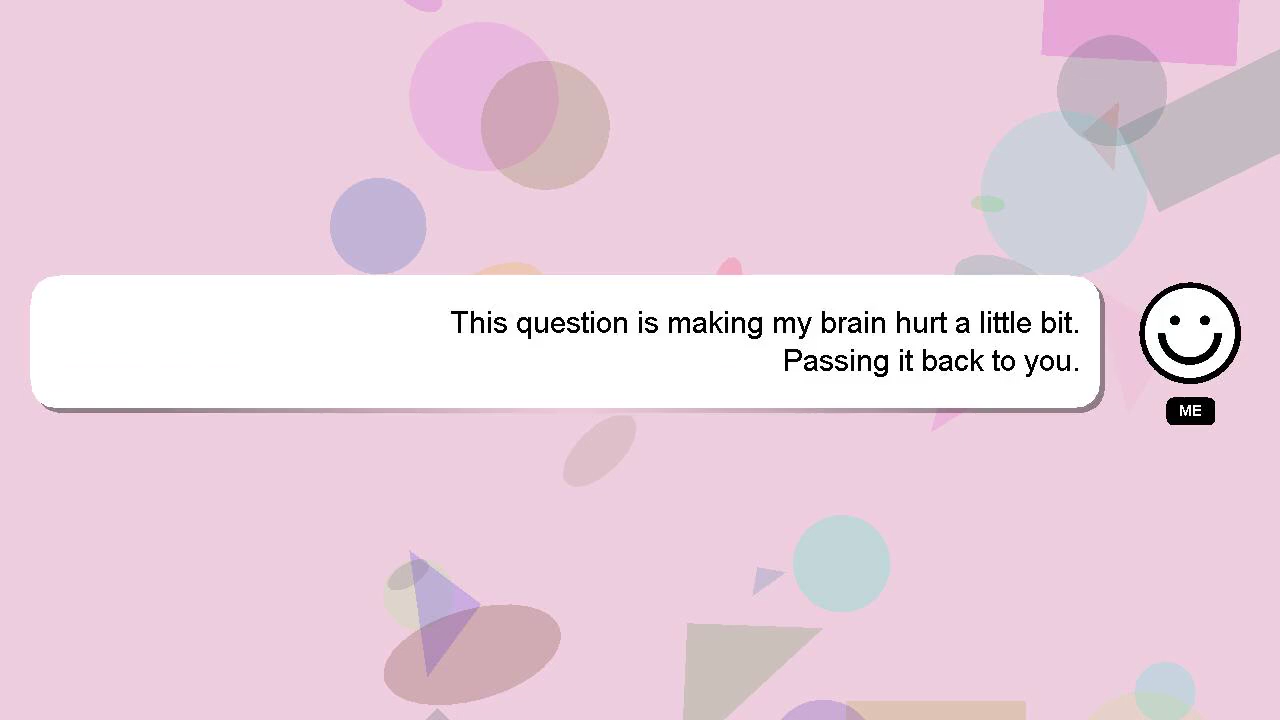 This question is making my brain hurt a little bit.
Passing it back to you.
ME